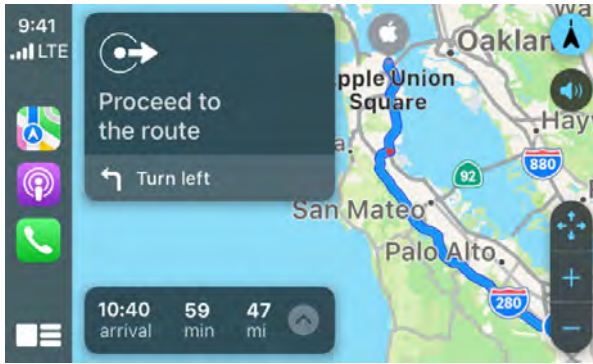 9:41
LTE
Proceed to
the route
Turn left
10:40 59 47
arrival min mi
Oaklan
pple Union
Square
Hay
880
92
San Mateo
Palo Alto
280